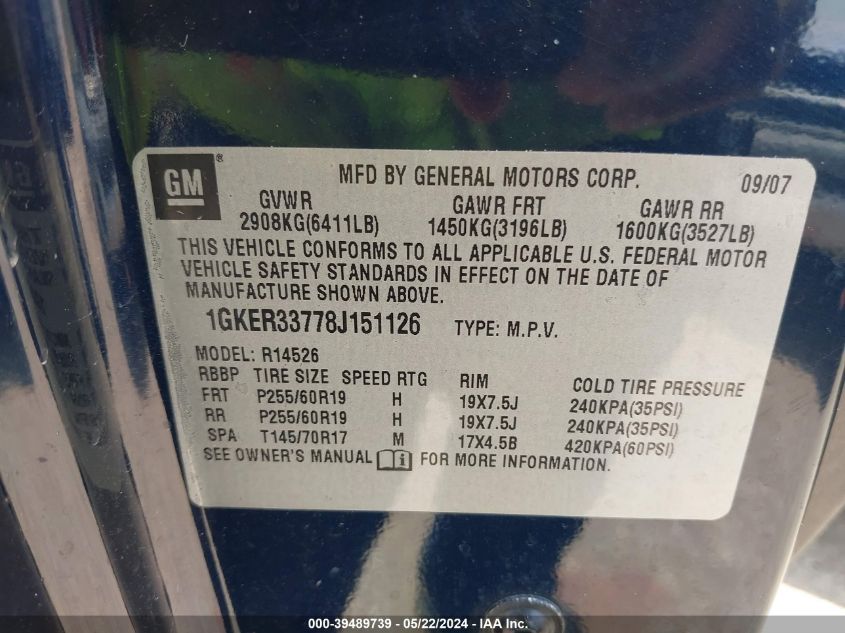 GM ®
MFD BY GENERAL MOTORS CORP. 09/07
GVWR GAWR FRT GAWR RR
2908KG(6411LB) 1450KG(3196LB) 1600KG(3527LB)
THIS VEHICLE CONFORMS TO ALL APPLICABLE U.S. FEDERAL MOTOR
VEHICLE SAFETY STANDARDS IN EFFECT ON THE DATE OF
MANUFACTURE SHOWN ABOVE.
1GKER33778J151126 TYPE: M.P.V.
MODEL: R14526
RBBP TIRE SIZE SPEED RTG RIM COLD TIRE PRESSURE
FRT P255/60R19 H 19X7.5J 240KPA(35PSI)
RR P255/60R19 H 19X7.5J 240KPA(35PSI)
SPA T145/70R17 M 17X4.5B 420KPA(60PSI)
SEE OWNER'S MANUAL FOR MORE INFORMATION.
000-39489739 - 05/22/2024 - IAA Inc.